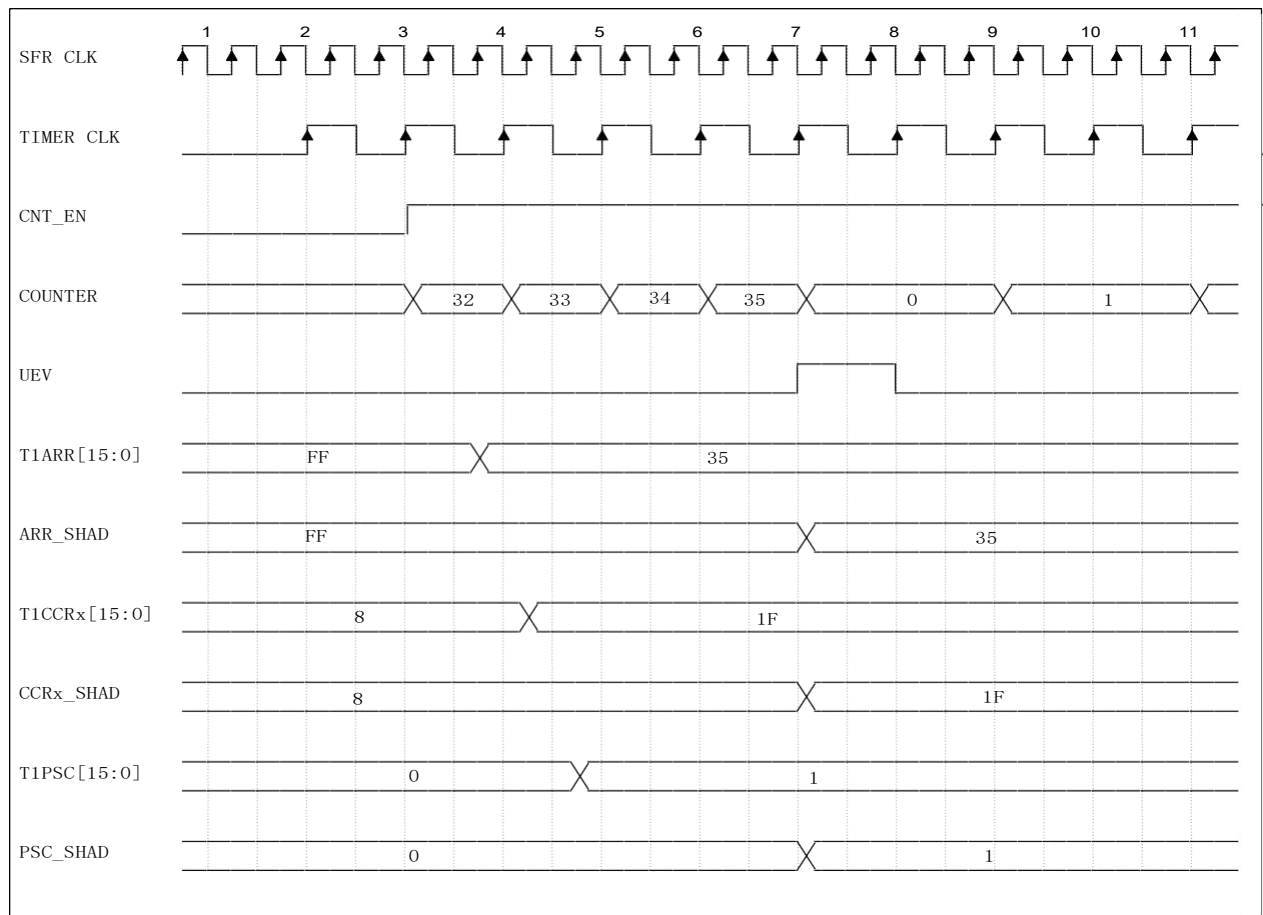 1 2 3 4 5 6 7 8 9 10 11
SFR CLK
TIMER CLK
CNT_EN
COUNTER 32 33 34 35 0 1
UEV
T1ARR[15:0] FF 35
ARR_SHAD FF 35
T1CCRx[15:0] 8 1F
CCRx_SHAD 8 1F
T1PSC[15:0] 0 1
PSC_SHAD 0 1